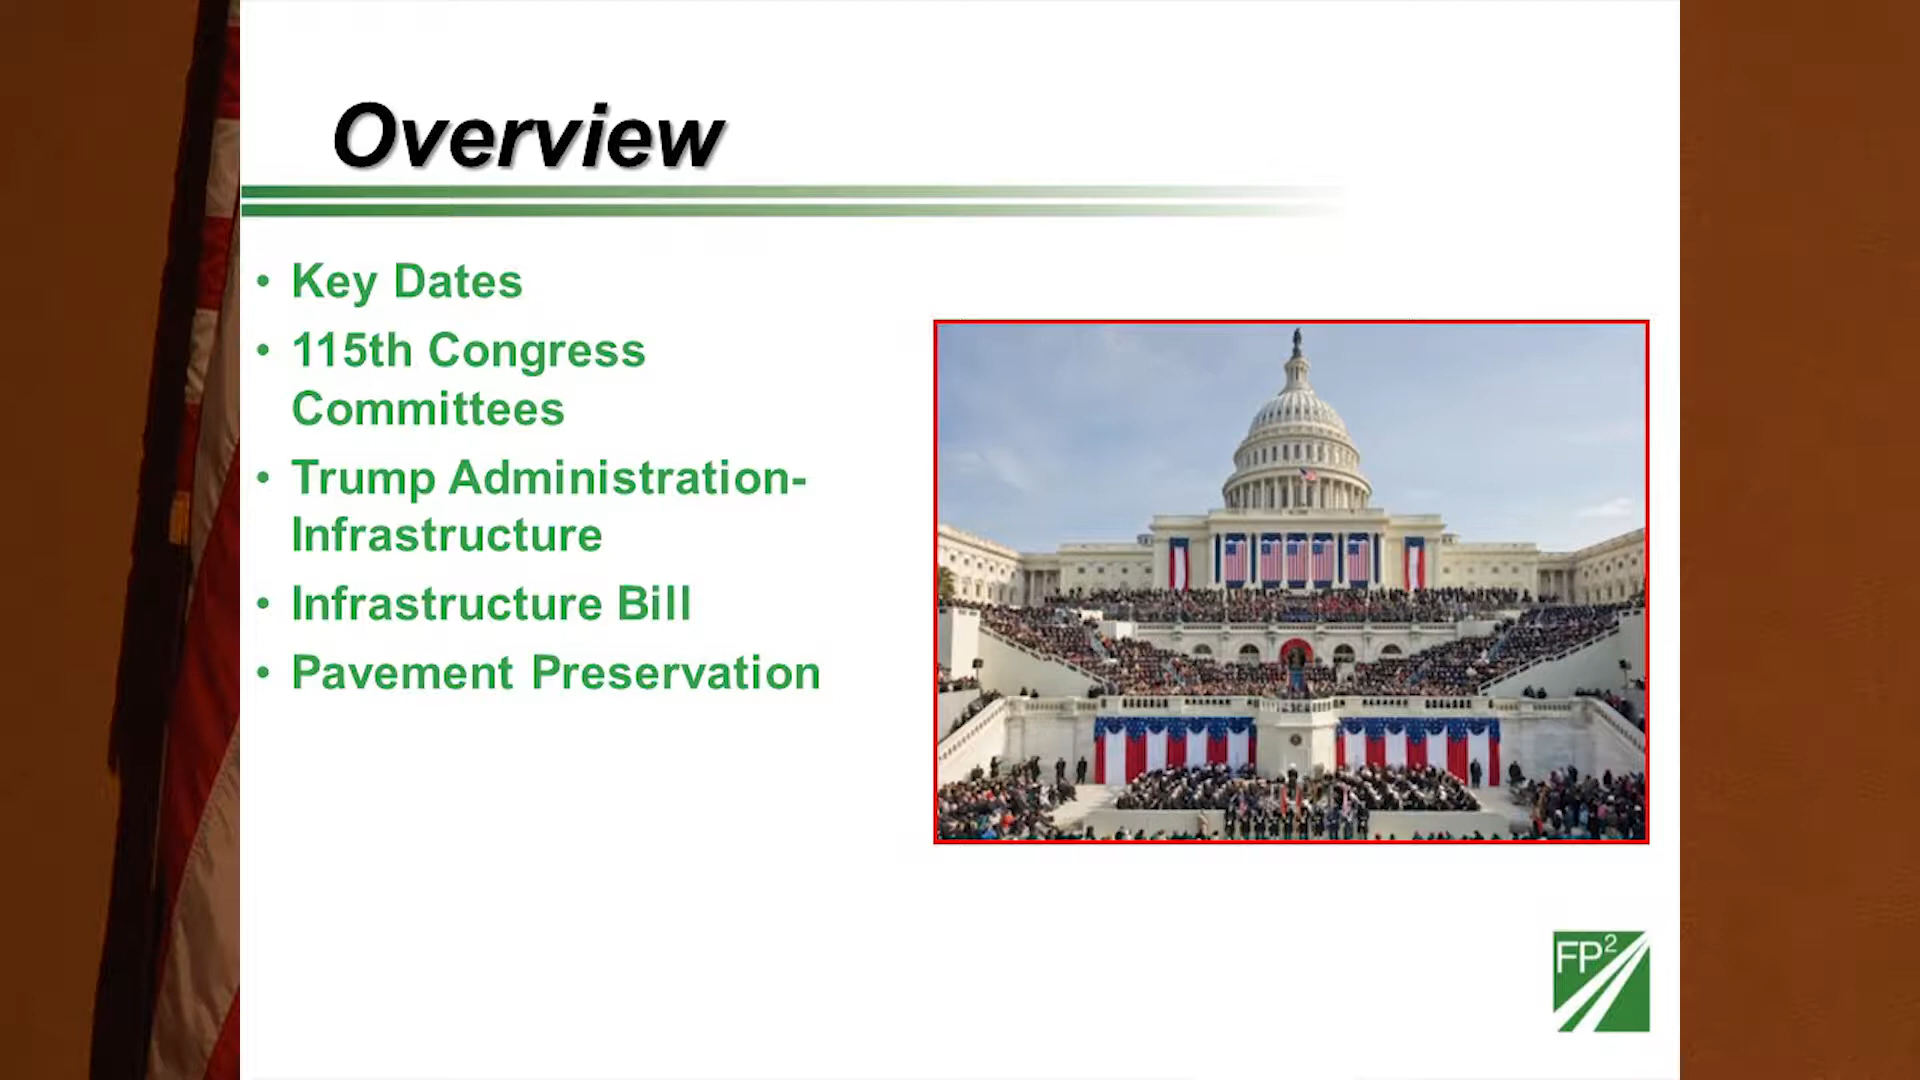 Overview
• Key Dates
• 115th Congress
Committees
• Trump Administration-
Infrastructure
• Infrastructure Bill
• Pavement Preservation
FP2